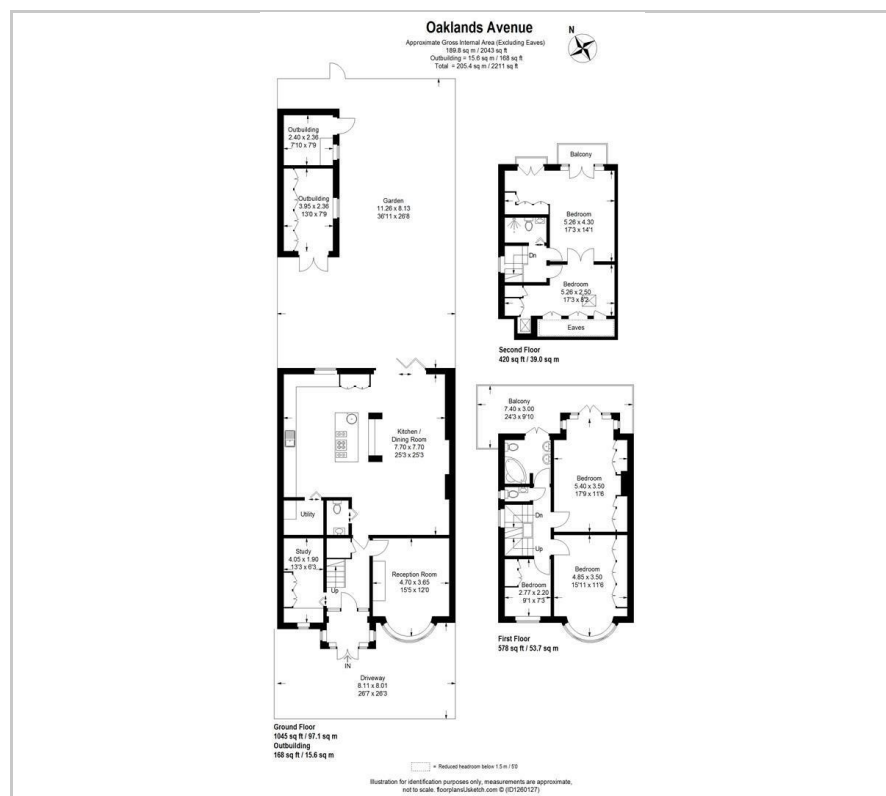 Oaklands Avenue
Approximate Gross Internal Area (Excluding Eaves)
189.8 sq m / 2043 sq ft
Outbuilding = 15.6 sq m / 168 sq ft
Total = 205.4 sq m / 2211 sq ft
N
Outbuilding
2.40 x 2.36
7'10 x 7'9
Outbuilding
3.95 x 2.36
13'0 x 7'9
Garden
11.26 x 8.13
36'11 x 26'8
Balcony
Bedroom
5.26 x 4.30
17'3 x 14'1
Dn
Bedroom
5.26 x 2.50
17'3 x 8'2
Eaves
Second Floor
420 sq ft / 39.0 sq m
Kitchen /
Dining Room
7.70 x 7.70
25'3 x 25'3
Utility
Study
4.05 x 1.90
13'3 x 6'3
Up
Reception Room
4.70 x 3.65
15'5 x 12'0
IN
Driveway
8.11 x 8.01
26'7 x 26'3
Ground Floor
1045 sq ft / 97.1 sq m
Outbuilding
168 sq ft / 15.6 sq m
Balcony
7.40 x 3.00
24'3 x 9'10
Bedroom
5.40 x 3.50
17'9 x 11'6
Dn
Up
Bedroom
2.77 x 2.20
9'1 x 7'3
Bedroom
4.85 x 3.50
15'11 x 11'6
First Floor
578 sq ft / 53.7 sq m
= Reduced headroom below 1.5 m / 5'0
Illustration for identification purposes only, measurements are approximate,
not to scale. floorplansUsketch.com © (ID1260127)